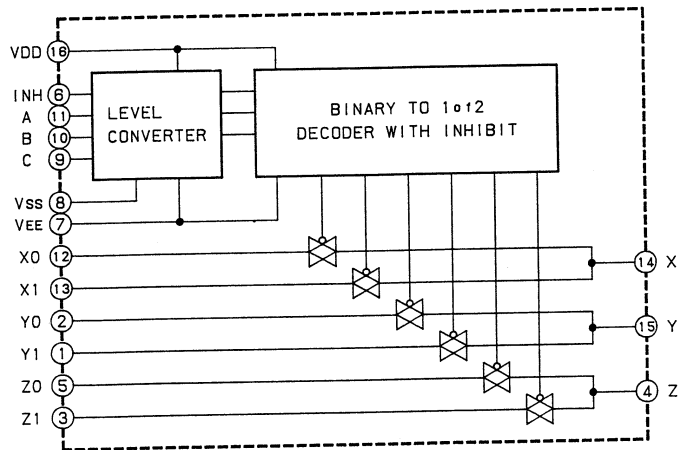 VDD 16
INH 6
A 11
B 10
C 9
VSS 8
VEE 7
X0 12
X1 13
Y0 2
Y1 1
Z0 5
Z1 3
LEVEL
CONVERTER
BINARY TO 1of2
DECODER WITH INHIBIT
14 X
15 Y
4 Z